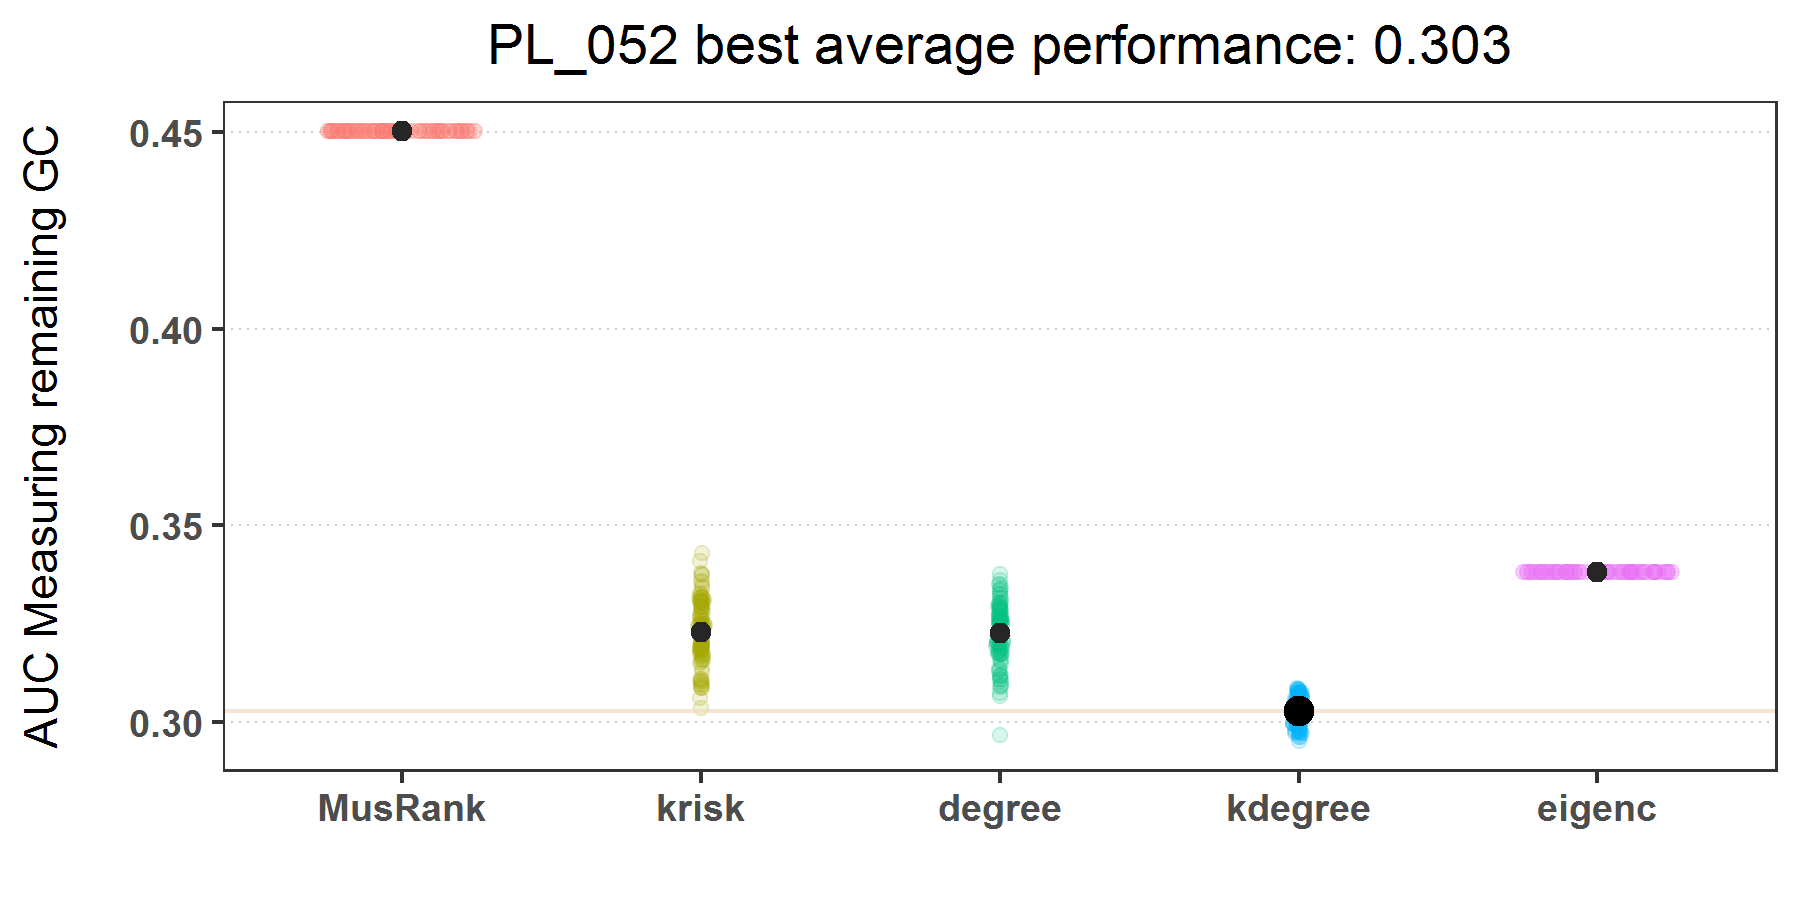 PL_052 best average performance: 0.303
AUC Measuring remaining GC
0.45
0.40
0.35
0.30
MusRank krisk degree kdegree eigenc